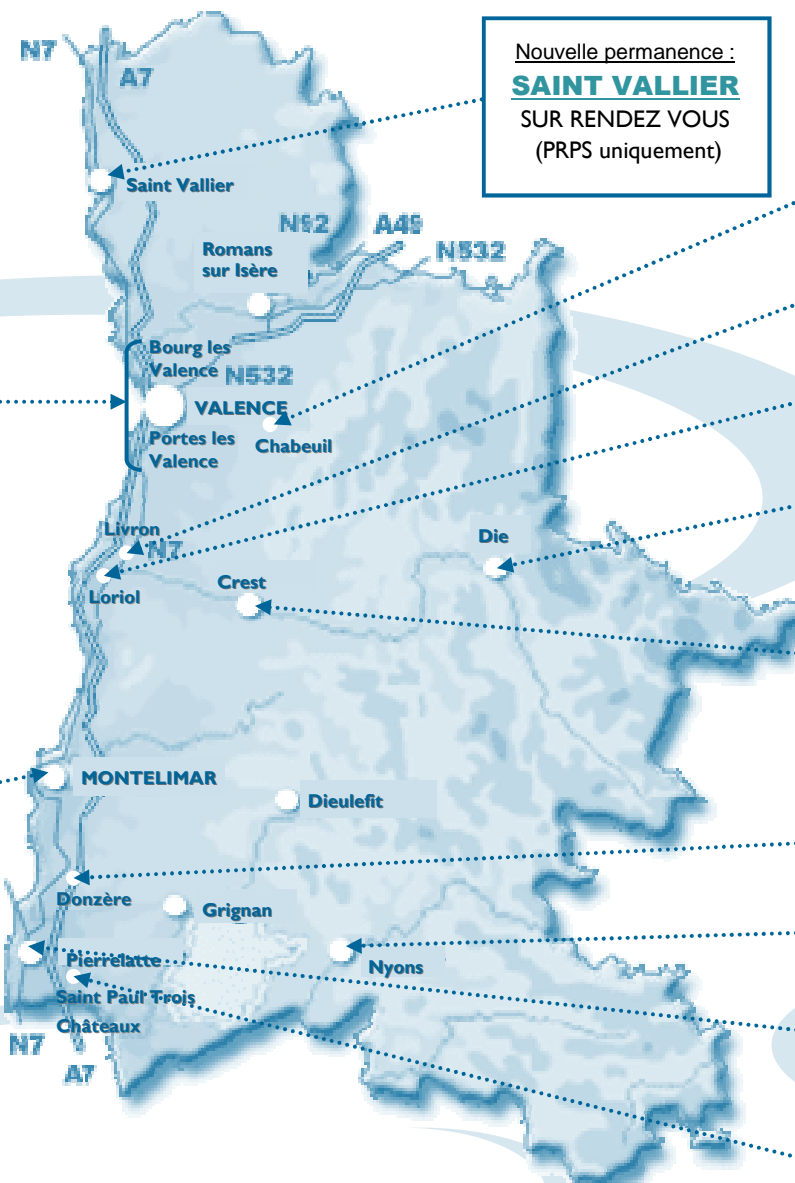 N7
A7
Nouvelle permanence :
SAINT VALLIER
SUR RENDEZ VOUS
(PRPS uniquement)
Saint Vallier
N92
A49
N532
Romans
sur Isère
Bourg les
Valence
N532
VALENCE
Portes les
Valence
Chabeuil
Livron
N7
Loriol
Crest
Die
MONTELIMAR
Dieulefit
Donzère
Grignan
Pierrelatte
Nyons
Saint Paul Trois
Châteaux
N7
A7